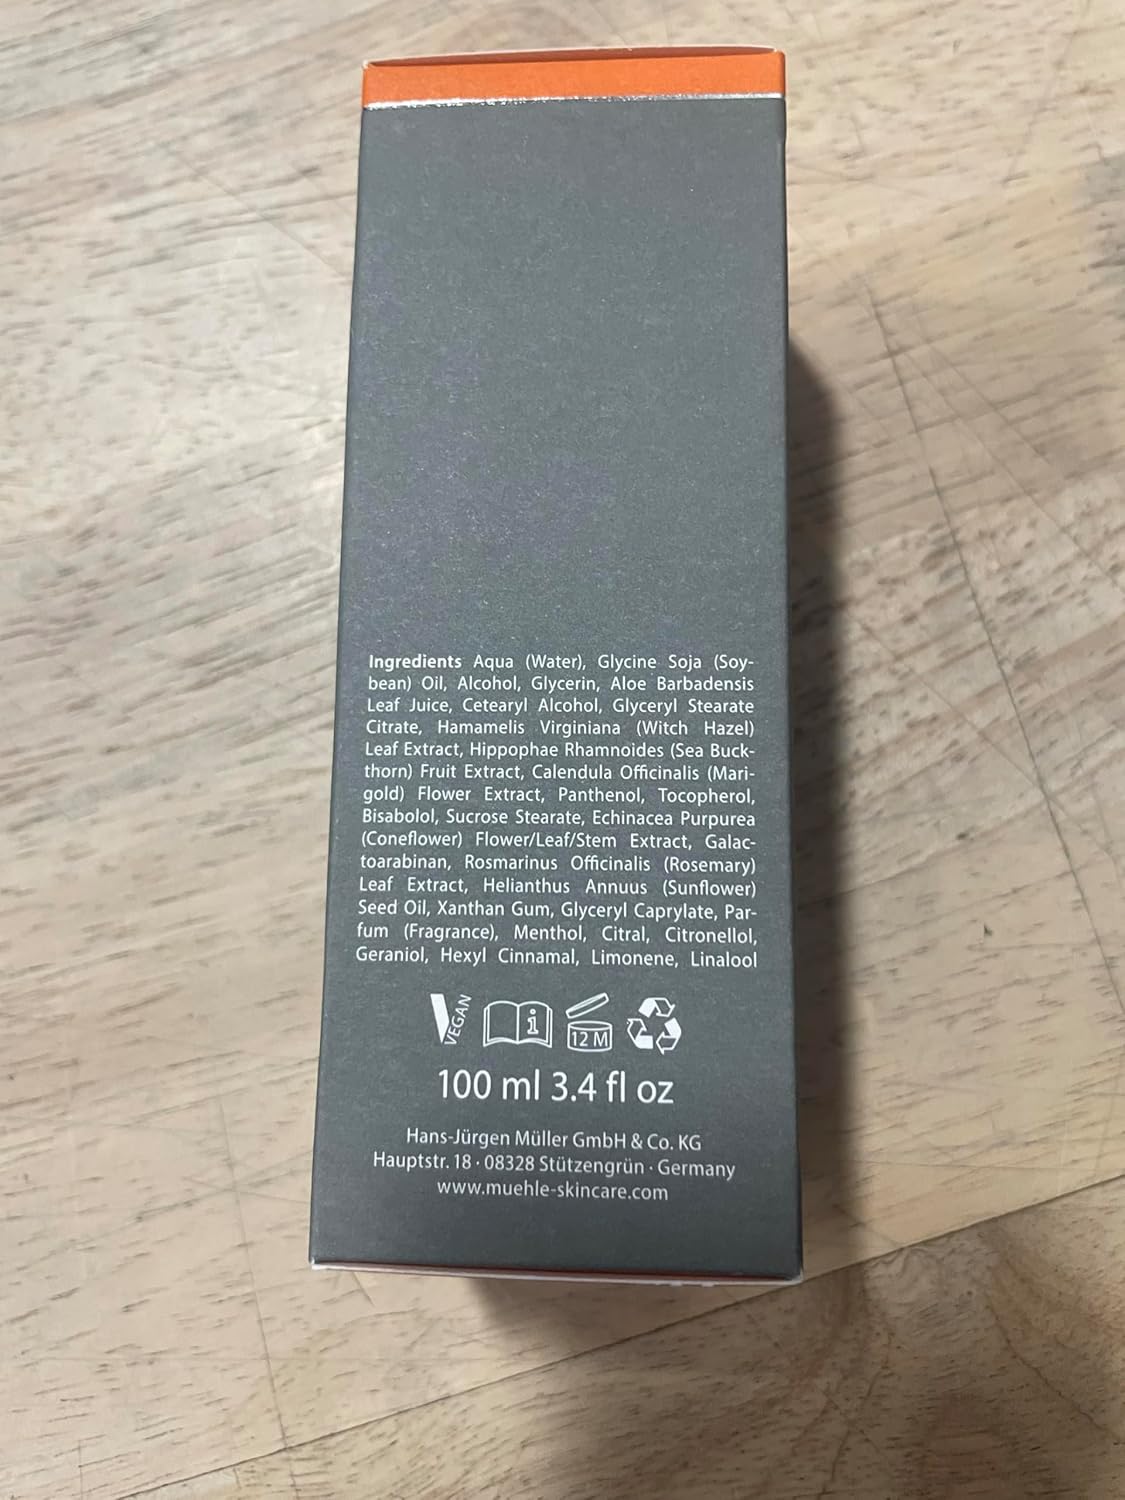 Ingredients Aqua (Water), Glycine Soja (Soy-
bean) Oil, Alcohol, Glycerin, Aloe Barbadensis
Leaf Juice, Cetearyl Alcohol, Glyceryl Stearate
Citrate, Hamamelis Virginiana (Witch Hazel)
Leaf Extract, Hippophae Rhamnoides (Sea Buck-
thorn) Fruit Extract, Calendula Officinalis (Mari-
gold) Flower Extract, Panthenol, Tocopherol,
Bisabolol, Sucrose Stearate, Echinacea Purpurea
(Coneflower) Flower/Leaf/Stem Extract, Galac-
toarabinan, Rosmarinus Officinalis (Rosemary)
Leaf Extract, Helianthus Annuus (Sunflower)
Seed Oil, Xanthan Gum, Glyceryl Caprylate, Par-
fum (Fragrance), Menthol, Citral, Citronellol,
Geraniol, Hexyl Cinnamal, Limonene, Linalool
VEGAN i 12 M
100 ml 3.4 fl oz
Hans-Jürgen Müller GmbH & Co. KG
Hauptstr. 18 · 08328 Stützengrün · Germany
www.muehle-skincare.com